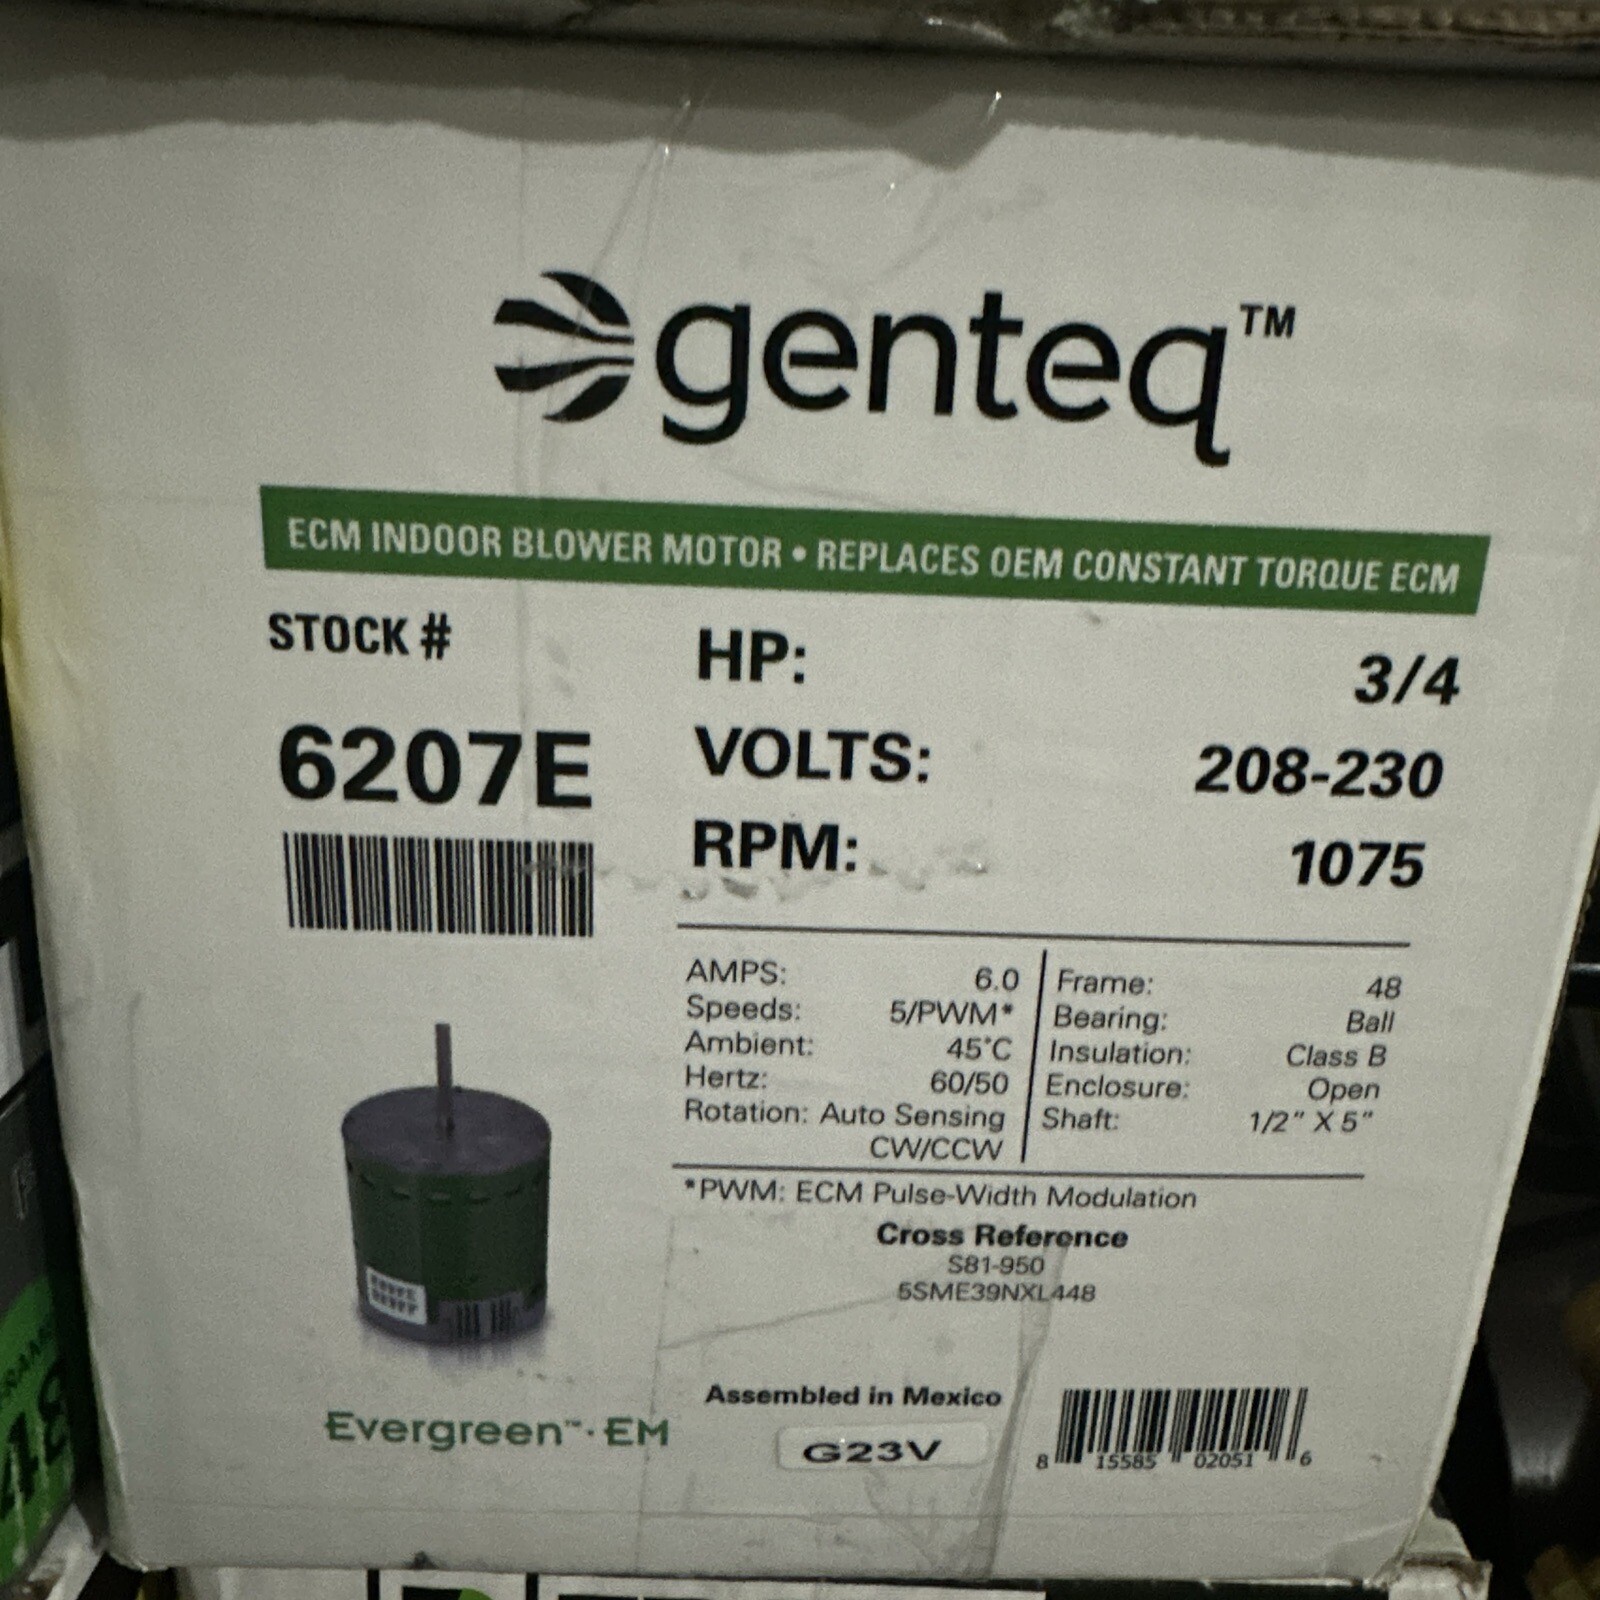 genteq™
ECM INDOOR BLOWER MOTOR • REPLACES OEM CONSTANT TORQUE ECM
STOCK #
6207E
HP: 3/4
VOLTS: 208-230
RPM: 1075
AMPS: 6.0
Speeds: 5/PWM*
Ambient: 45°C
Hertz: 60/50
Rotation: Auto Sensing
CW/CCW
Frame: 48
Bearing: Ball
Insulation: Class B
Enclosure: Open
Shaft: 1/2" X 5"
*PWM: ECM Pulse-Width Modulation
Cross Reference
S81-950
5SME39NXL448
Evergreen™·EM
Assembled in Mexico
G23V
8 15585 02051 6
48